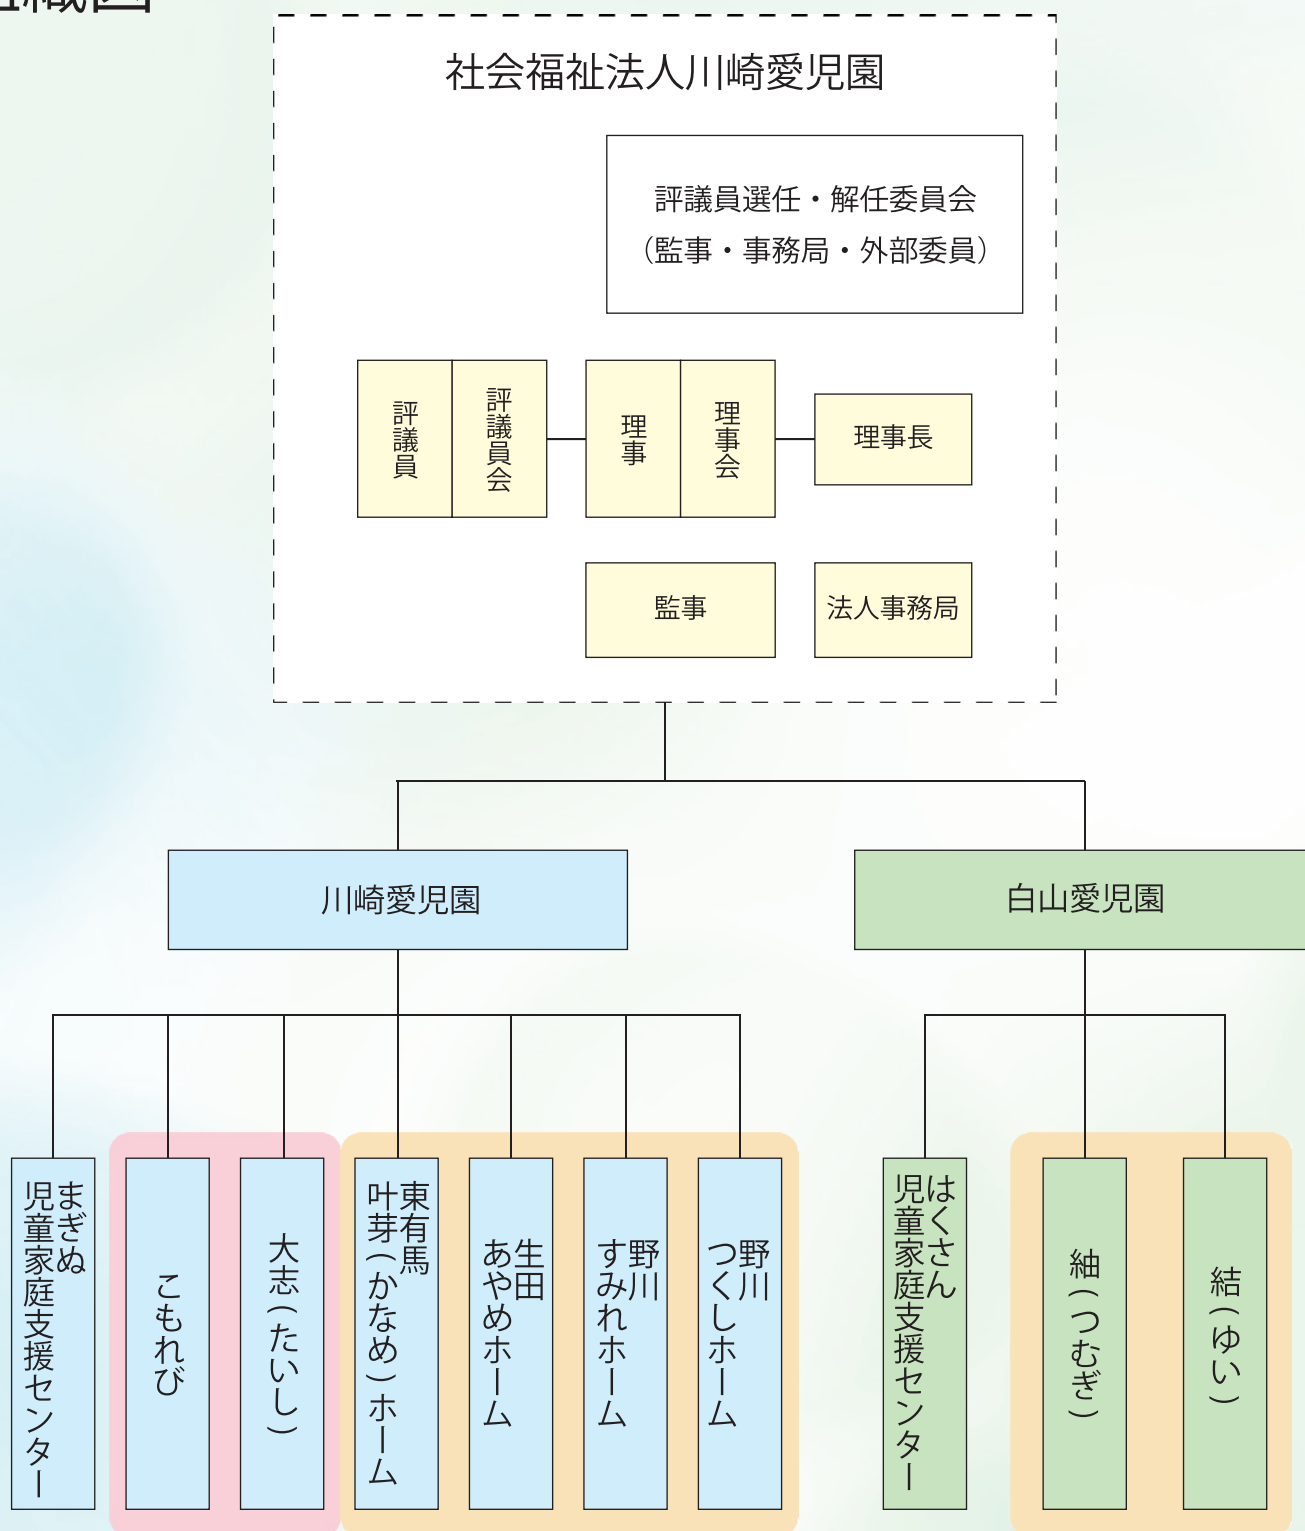 組織図
社会福祉法人川崎愛児園
評議員選任・解任委員会
（監事・事務局・外部委員）
評議員
評議員会
理事
理事会
理事長
監事
法人事務局
川崎愛児園
白山愛児園
まぎぬ
児童家庭支援センター
こもれび
大志(たいし)
東有馬
叶芽(かなめ)ホーム
生田
あやめホーム
野川
すみれホーム
野川
つくしホーム
はくさん
児童家庭支援センター
紬(つむぎ)
結(ゆい)